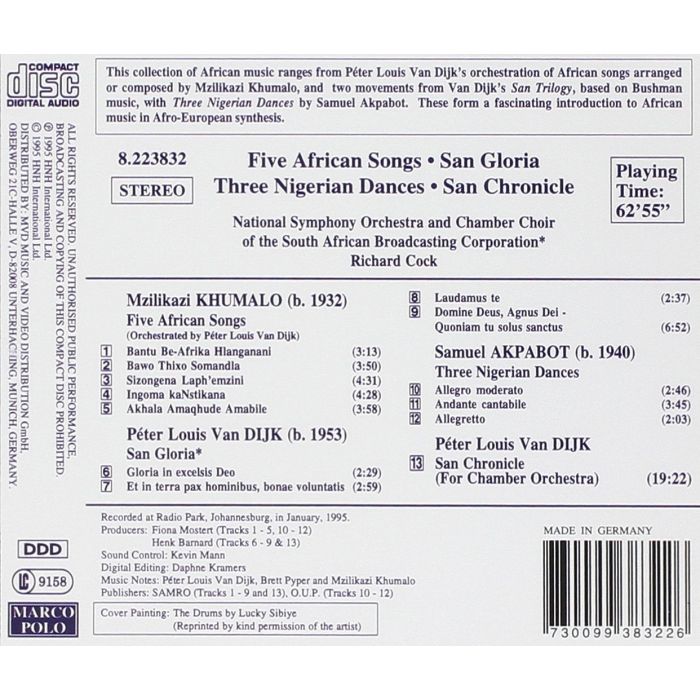 COMPACT
disc
DIGITAL AUDIO
This collection of African music ranges from Péter Louis Van Dijk's orchestration of African songs arranged
or composed by Mzilikazi Khumalo, and two movements from Van Dijk's San Trilogy, based on Bushman
music, with Three Nigerian Dances by Samuel Akpabot. These form a fascinating introduction to African
music in Afro-European synthesis.
8.223832
STEREO
Five African Songs • San Gloria
Three Nigerian Dances • San Chronicle
Playing
Time:
62'55"
National Symphony Orchestra and Chamber Choir
of the South African Broadcasting Corporation*
Richard Cock
Mzilikazi KHUMALO (b. 1932)
Five African Songs
(Orchestrated by Péter Louis Van Dijk)
1 Bantu Be-Afrika Hlanganani (3:13)
2 Bawo Thixo Somandla (3:50)
3 Sizongena Laph'emzini (4:31)
4 Ingoma kaNstikana (4:28)
5 Akhala Amaqhude Amabile (3:58)
Péter Louis Van DIJK (b. 1953)
San Gloria*
6 Gloria in excelsis Deo (2:29)
7 Et in terra pax hominibus, bonae voluntatis (2:59)
8 Laudamus te (2:37)
9 Domine Deus, Agnus Dei -
Quoniam tu solus sanctus (6:52)
Samuel AKPABOT (b. 1940)
Three Nigerian Dances
10 Allegro moderato (2:46)
11 Andante cantabile (3:45)
12 Allegretto (2:03)
Péter Louis Van DIJK
13 San Chronicle (19:22)
(For Chamber Orchestra)
Recorded at Radio Park, Johannesburg, in January, 1995.
Producers: Fiona Mostert (Tracks 1 - 5, 10 - 12)
Henk Barnard (Tracks 6 - 9 & 13)
Sound Control: Kevin Mann
Digital Editing: Daphne Kramers
Music Notes: Péter Louis Van Dijk, Brett Pyper and Mzilikazi Khumalo
Publishers: SAMRO (Tracks 1 - 9 and 13), O.U.P. (Tracks 10 - 12)
Cover Painting: The Drums by Lucky Sibiye
(Reprinted by kind permission of the artist)
MADE IN GERMANY
730099 383226
ALL RIGHTS RESERVED. UNAUTHORISED PUBLIC PERFORMANCE,
BROADCASTING AND COPYING OF THIS COMPACT DISC PROHIBITED.
℗ 1995 HNH International Ltd.
© 1995 HNH International Ltd.
DISTRIBUTED BY: MVD MUSIC AND VIDEO DISTRIBUTION GmbH,
OBERWEG 21C-HALLE V, D-82008 UNTERHACHING, MUNICH, GERMANY.
DDD
LC 9158
MARCO
POLO